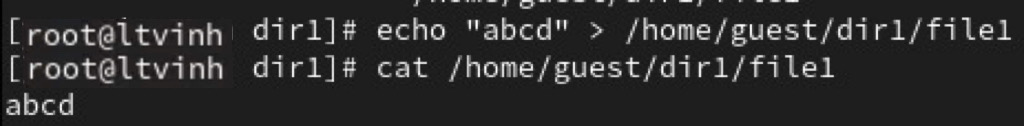 [root@ltvinh dir1]# echo "abcd" > /home/guest/dir1/file1
[root@ltvinh dir1]# cat /home/guest/dir1/file1
abcd